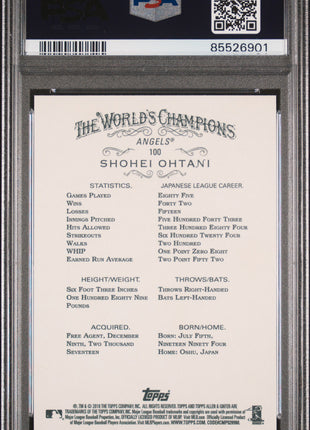 PSA
85526901
THE WORLD'S CHAMPIONS
ANGELS®
100
SHOHEI OHTANI
STATISTICS. JAPANESE LEAGUE CAREER.
GAMES PLAYED EIGHTY FIVE
WINS FORTY TWO
LOSSES FIFTEEN
INNINGS PITCHED FIVE HUNDRED FORTY THREE
HITS ALLOWED THREE HUNDRED EIGHTY FOUR
STRIKEOUTS SIX HUNDRED TWENTY FOUR
WALKS TWO HUNDRED
WHIP ONE POINT ZERO EIGHT
EARNED RUN AVERAGE TWO POINT FIFTY TWO
HEIGHT/WEIGHT. THROWS/BATS.
SIX FOOT THREE INCHES THROWS RIGHT-HANDED
ONE HUNDRED EIGHTY NINE BATS LEFT-HANDED
POUNDS
ACQUIRED. BORN/HOME.
FREE AGENT, DECEMBER BORN: JULY FIFTH,
NINTH, TWO THOUSAND NINETEEN NINETY FOUR
SEVENTEEN HOME: OSHU, JAPAN
Topps